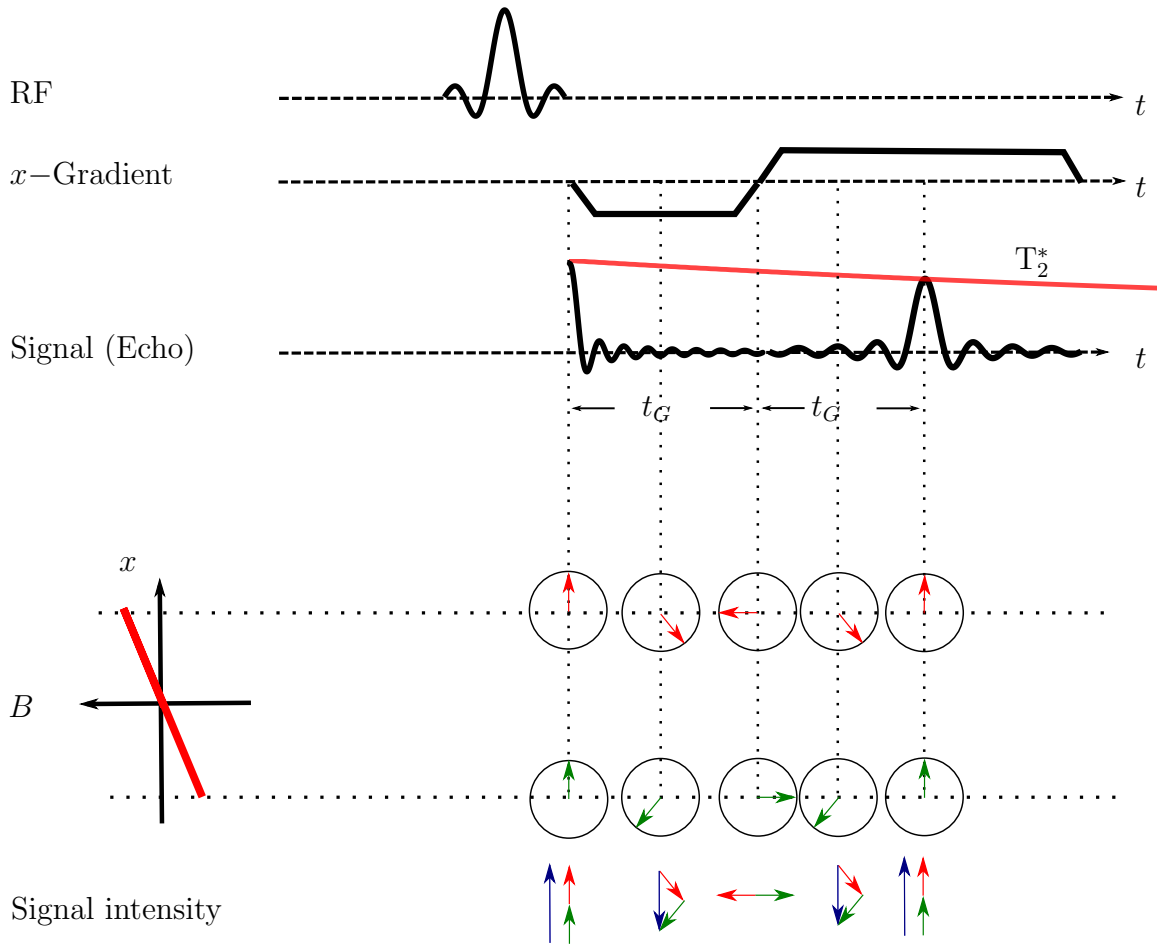 RF
t
x−Gradient
t
T₂*
Signal (Echo)
t
t_G t_G
x
B
Signal intensity